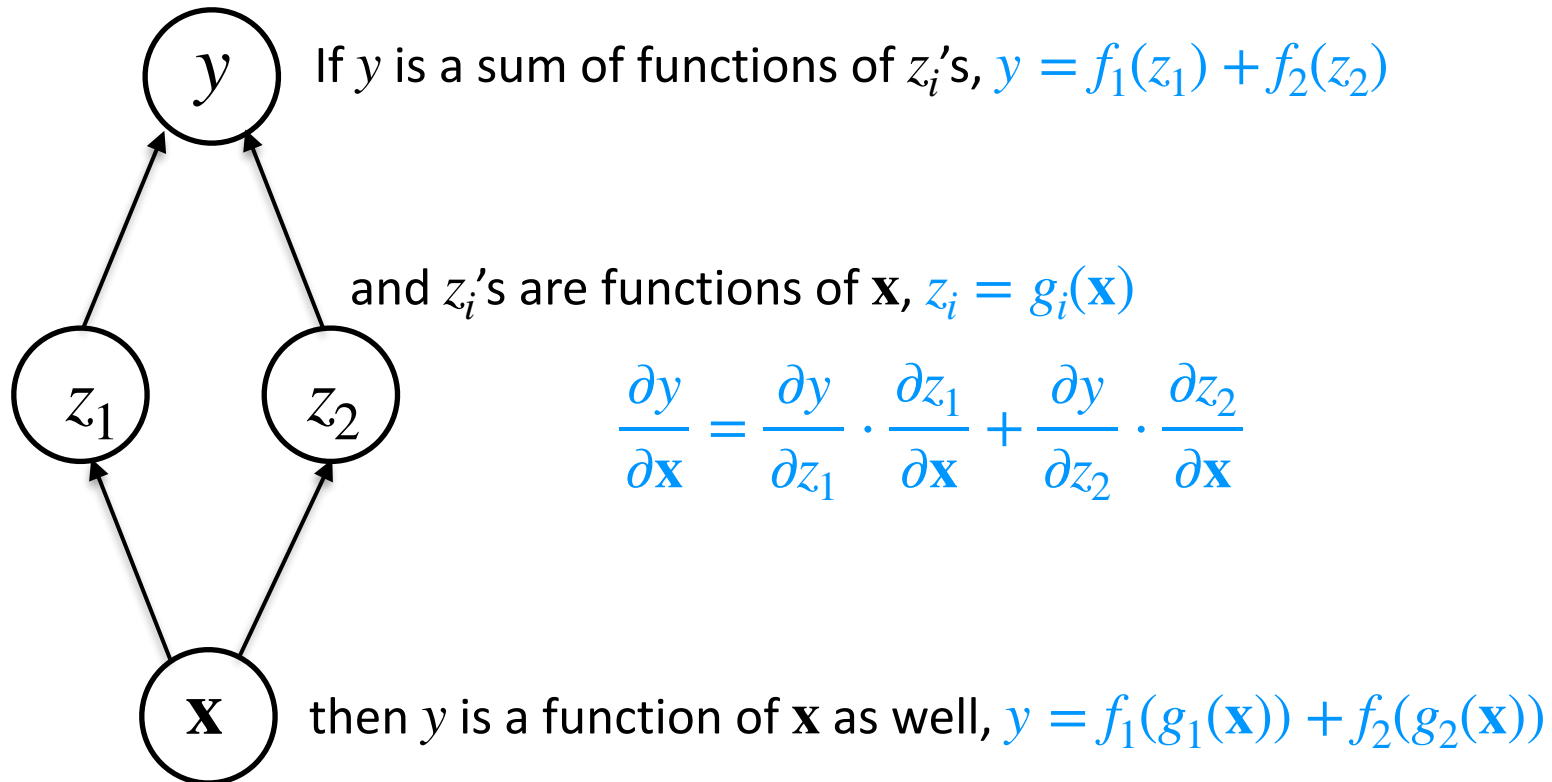 y
If y is a sum of functions of z_i's, y = f_1(z_1) + f_2(z_2)
and z_i's are functions of x, z_i = g_i(x)
z_1
z_2
∂y/∂x = ∂y/∂z_1 · ∂z_1/∂x + ∂y/∂z_2 · ∂z_2/∂x
x
then y is a function of x as well, y = f_1(g_1(x)) + f_2(g_2(x))